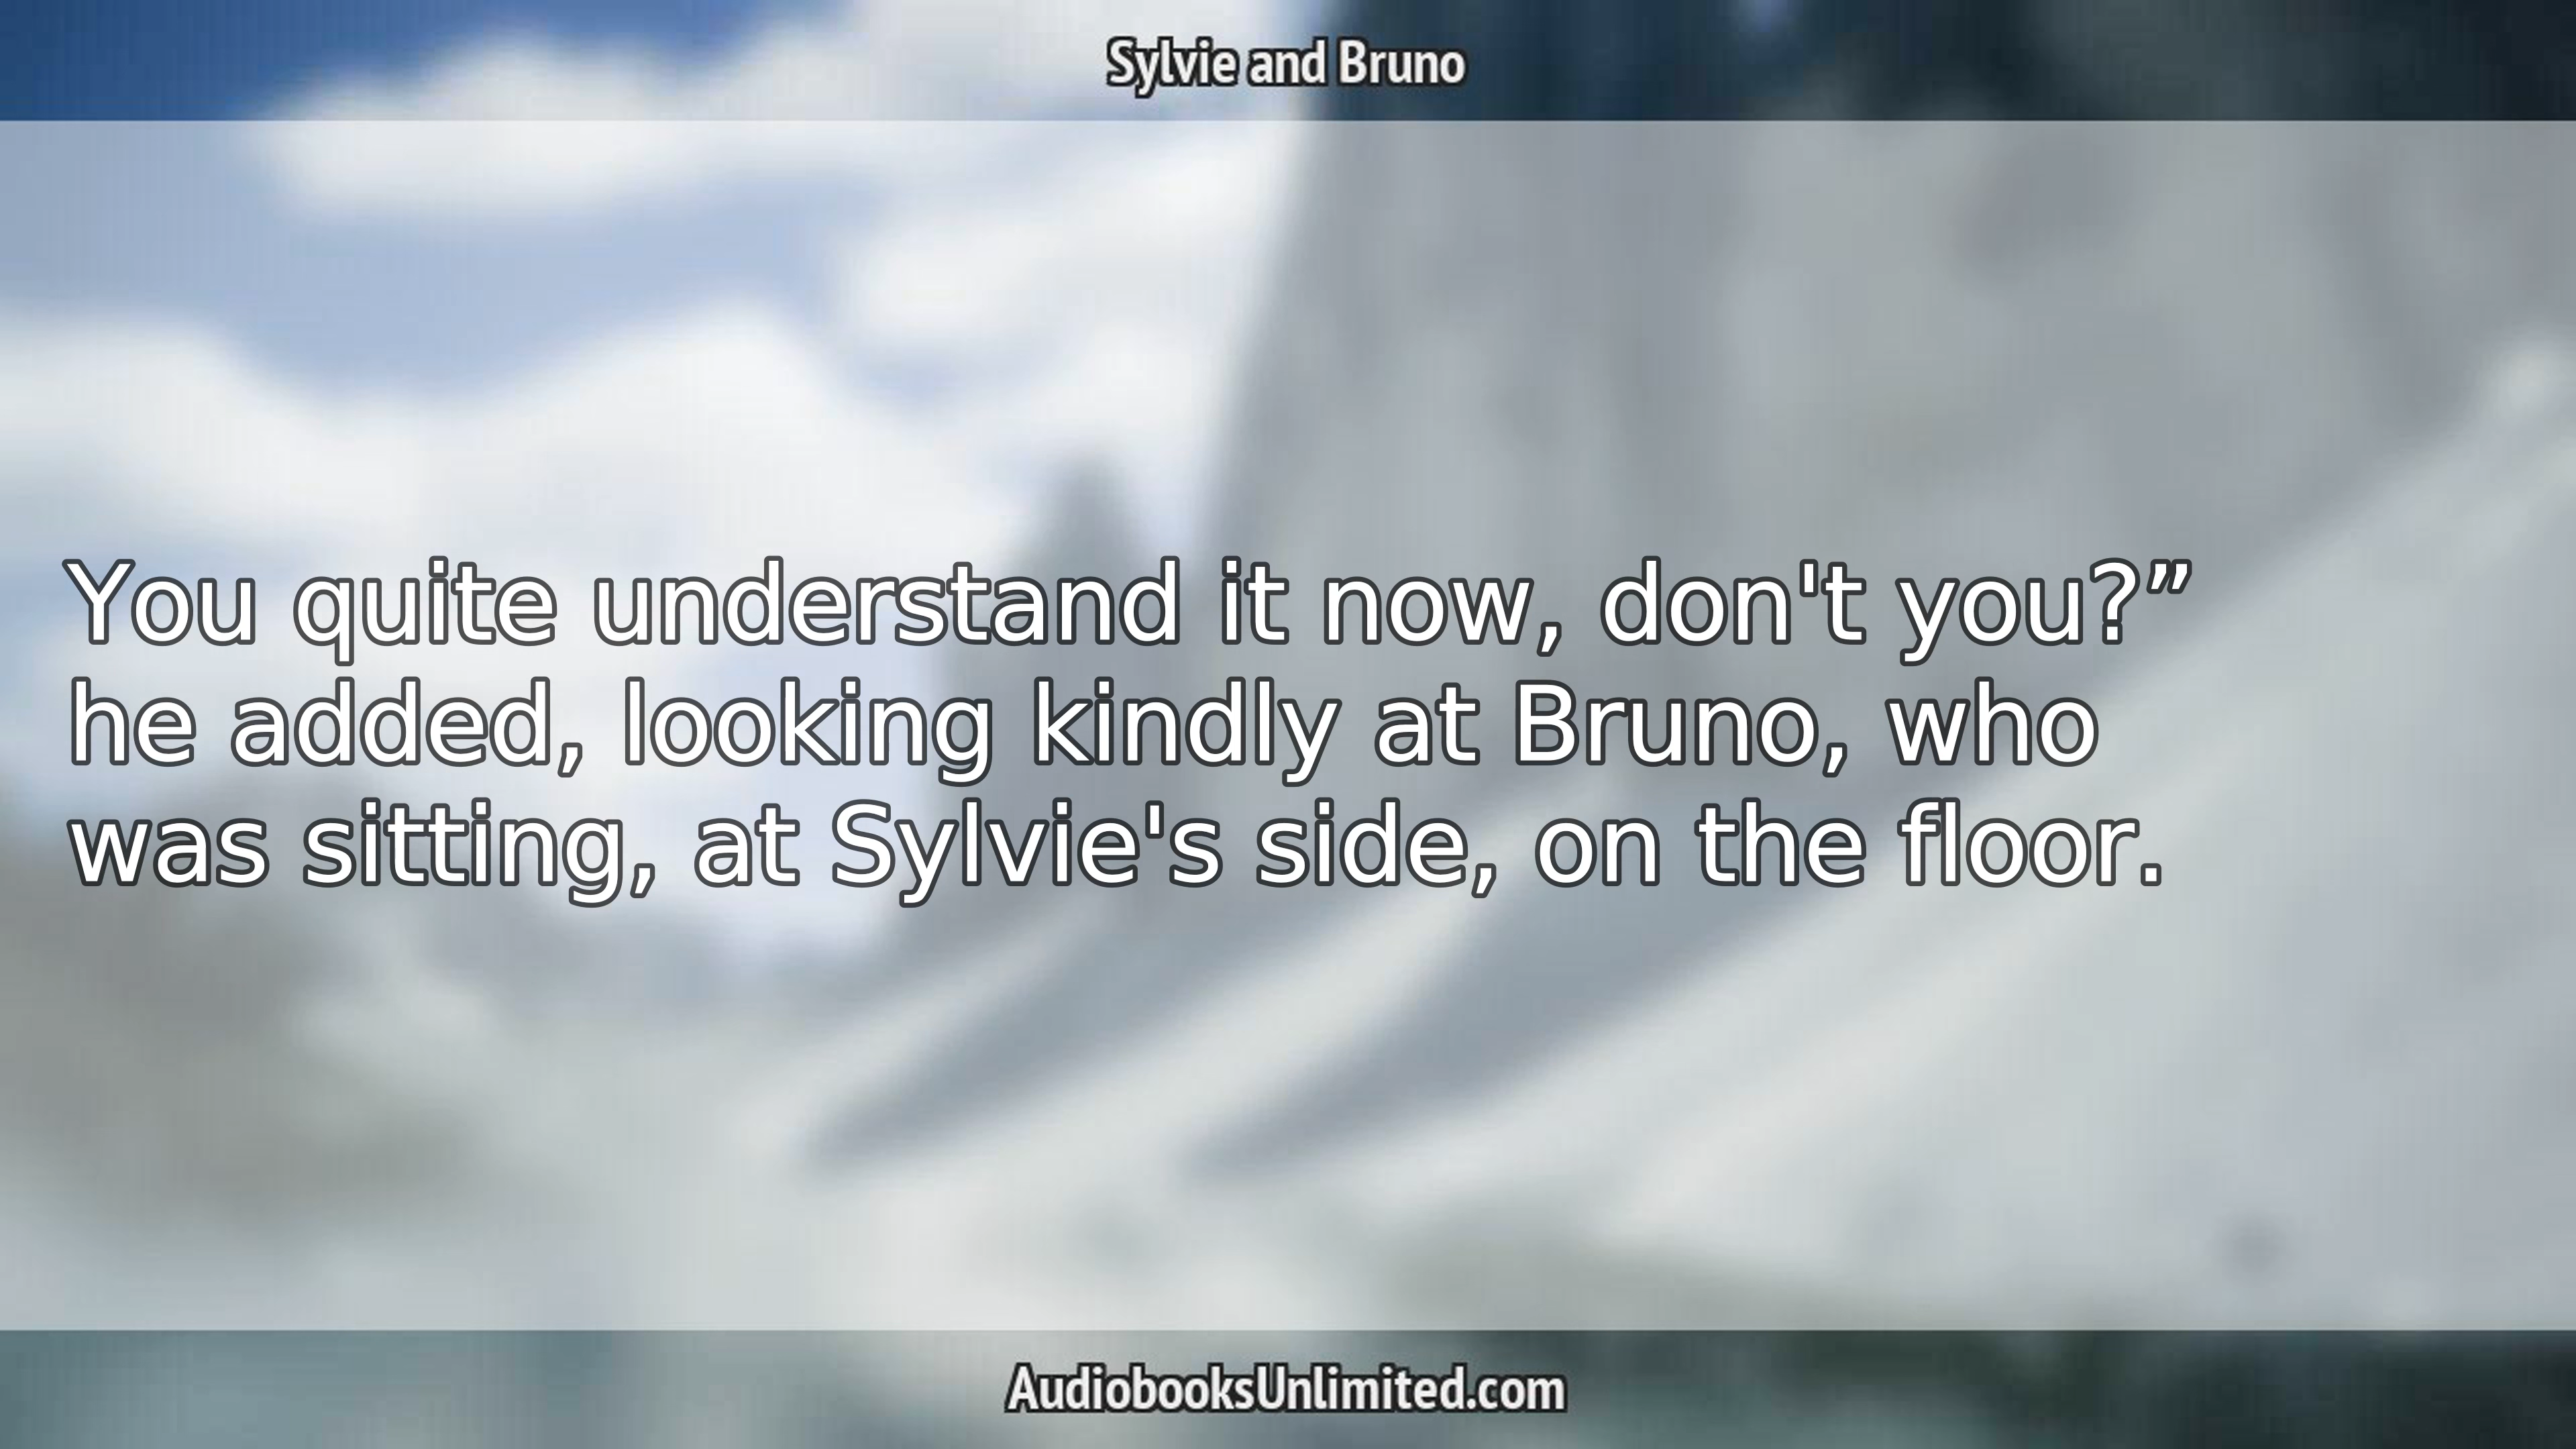 Sylvie and Bruno
You quite understand it now, don't you?”
he added, looking kindly at Bruno, who
was sitting, at Sylvie's side, on the floor.
AudiobooksUnlimited.com